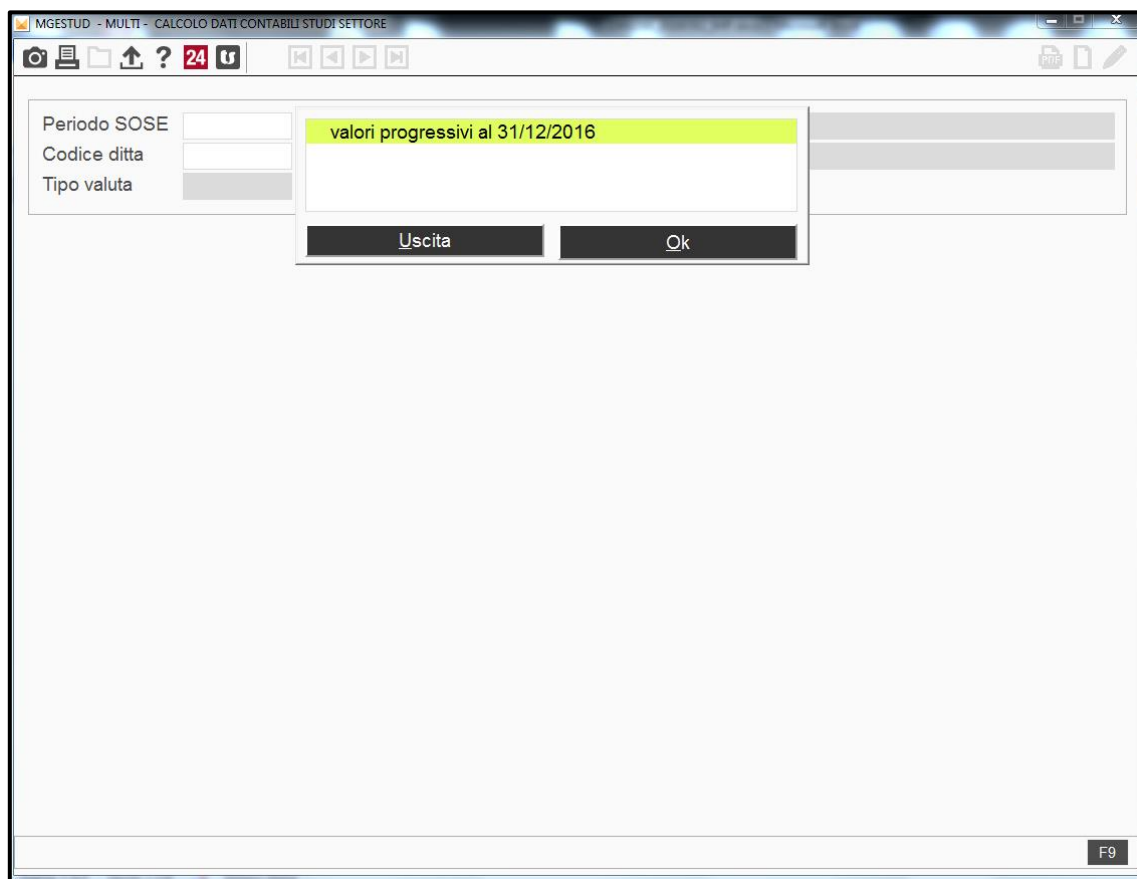 MGESTUD - MULTI - CALCOLO DATI CONTABILI STUDI SETTORE
? 24
PDF
Periodo SOSE
valori progressivi al 31/12/2016
Codice ditta
Tipo valuta
Uscita
Ok
F9